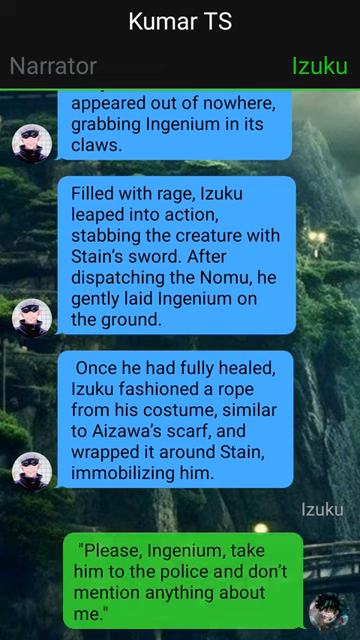 Kumar TS
Narrator
Izuku
appeared out of nowhere,
grabbing Ingenium in its
claws.
Filled with rage, Izuku
leaped into action,
stabbing the creature with
Stain's sword. After
dispatching the Nomu, he
gently laid Ingenium on
the ground.
Once he had fully healed,
Izuku fashioned a rope
from his costume, similar
to Aizawa's scarf, and
wrapped it around Stain,
immobilizing him.
Izuku
"Please, Ingenium, take
him to the police and don't
mention anything about
me."